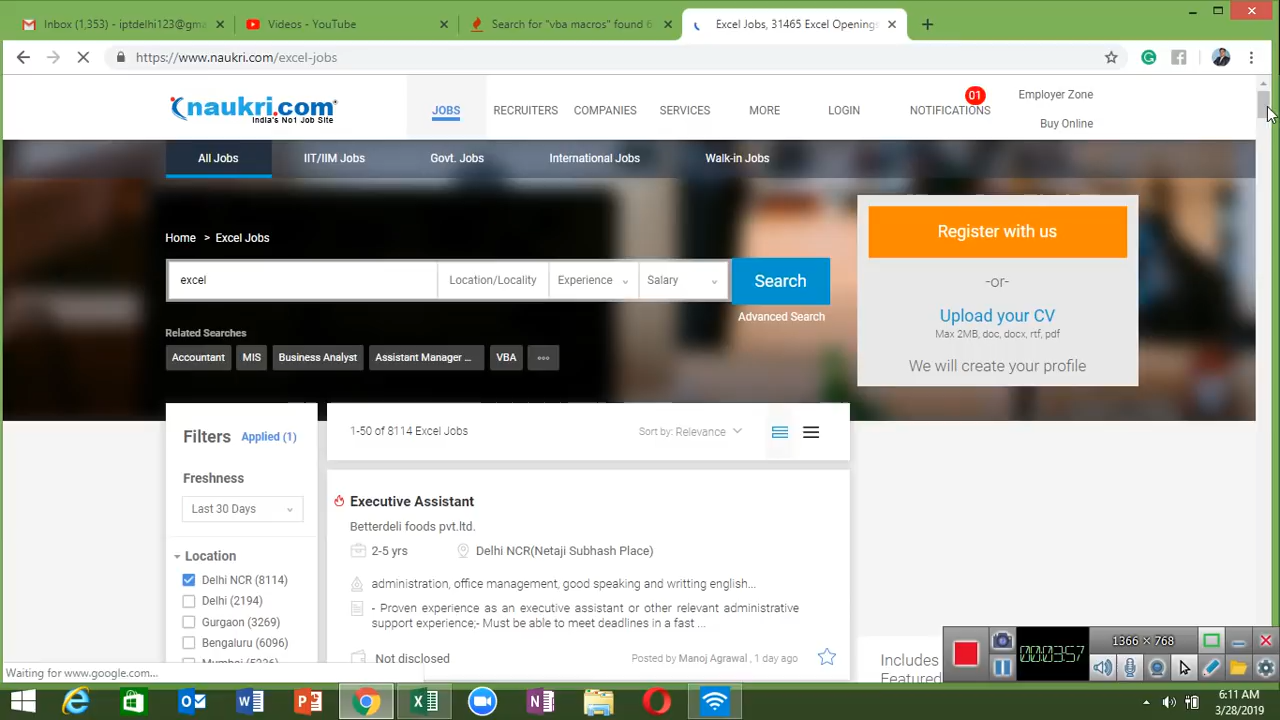 Inbox (1,353) - iptdelhi123@gma
Videos - YouTube
Search for "vba macros" found 6
Excel Jobs, 31465 Excel Openings
https://www.naukri.com/excel-jobs
naukri.com
India's No1 Job Site
JOBS
RECRUITERS
COMPANIES
SERVICES
MORE
LOGIN
NOTIFICATIONS
01
Employer Zone
Buy Online
All Jobs
IIT/IIM Jobs
Govt. Jobs
International Jobs
Walk-in Jobs
Home > Excel Jobs
excel
Location/Locality
Experience
Salary
Search
Advanced Search
Related Searches
Accountant
MIS
Business Analyst
Assistant Manager ...
VBA
Register with us
-or-
Upload your CV
Max 2MB, doc, docx, rtf, pdf
We will create your profile
Filters
Applied (1)
Freshness
Last 30 Days
Location
Delhi NCR (8114)
Delhi (2194)
Gurgaon (3269)
Bengaluru (6096)
1-50 of 8114 Excel Jobs
Sort by: Relevance
Executive Assistant
Betterdeli foods pvt.ltd.
2-5 yrs
Delhi NCR(Netaji Subhash Place)
administration, office management, good speaking and writting english...
- Proven experience as an executive assistant or other relevant administrative
support experience;- Must be able to meet deadlines in a fast ...
Not disclosed
Posted by Manoj Agrawal , 1 day ago
Includes
Featured
Waiting for www.google.com...
00:03:57
1366 × 768
6:11 AM
3/28/2019